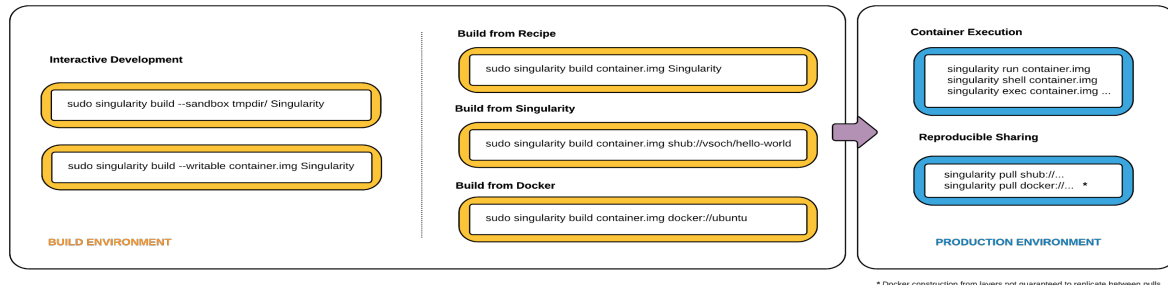 Interactive Development
sudo singularity build --sandbox tmpdir/ Singularity
sudo singularity build --writable container.img Singularity
BUILD ENVIRONMENT
Build from Recipe
sudo singularity build container.img Singularity
Build from Singularity
sudo singularity build container.img shub://vsoch/hello-world
Build from Docker
sudo singularity build container.img docker://ubuntu
Container Execution
singularity run container.img
singularity shell container.img
singularity exec container.img ...
Reproducible Sharing
singularity pull shub://...
singularity pull docker://... *
PRODUCTION ENVIRONMENT
* Docker construction from layers not guaranteed to replicate between pulls